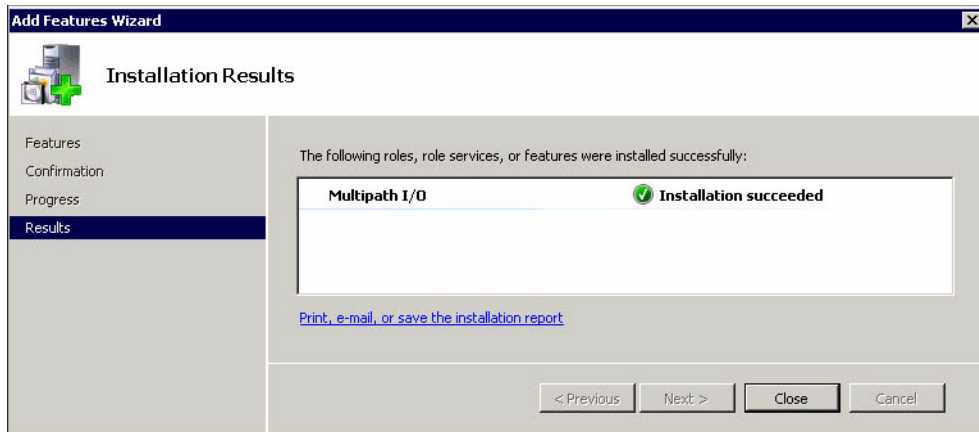 Add Features Wizard
Installation Results
Features
Confirmation
Progress
Results
The following roles, role services, or features were installed successfully:
Multipath I/O Installation succeeded
Print, e-mail, or save the installation report
< Previous Next > Close Cancel